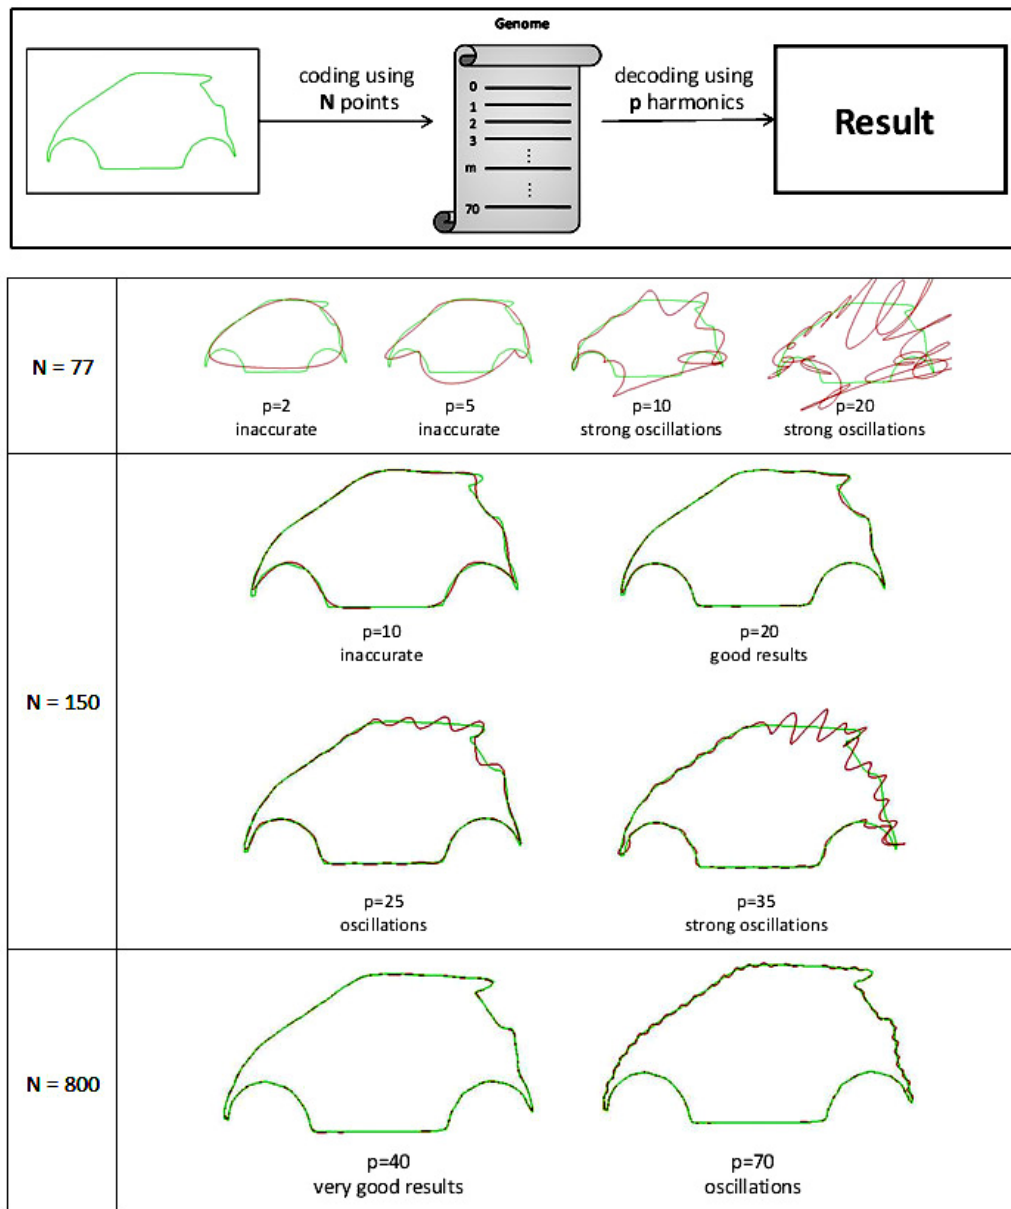 Genome
coding using
N points
0
1
2
3
⋮
m
⋮
70
decoding using
p harmonics
Result
N = 77
p=2
inaccurate
p=5
inaccurate
p=10
strong oscillations
p=20
strong oscillations
N = 150
p=10
inaccurate
p=20
good results
p=25
oscillations
p=35
strong oscillations
N = 800
p=40
very good results
p=70
oscillations